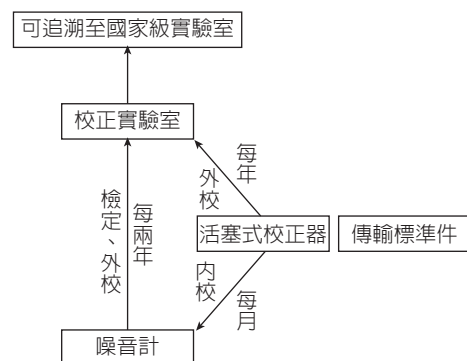 可追溯至國家級實驗室
校正實驗室
每年
外校
檢定、外校
每兩年
活塞式校正器
傳輸標準件
內校
每月
噪音計